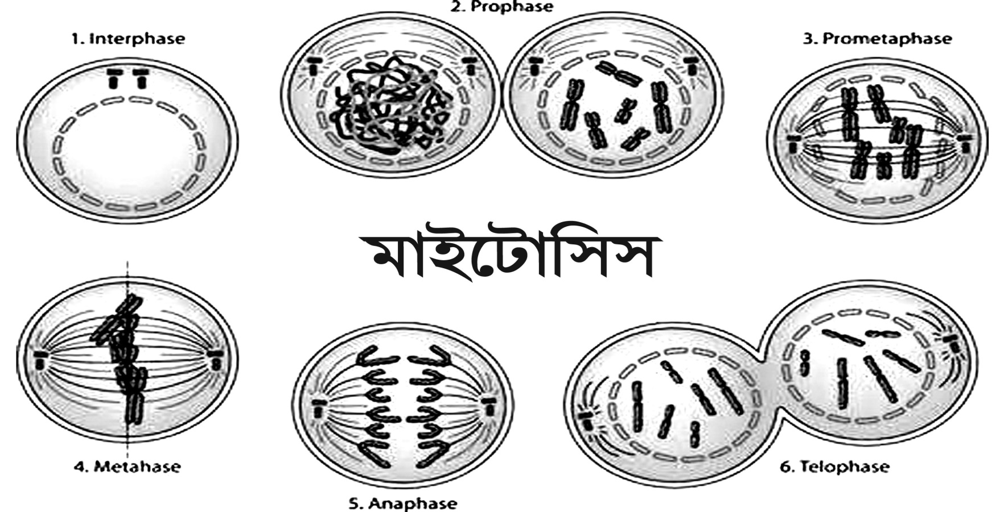 1. Interphase
2. Prophase
3. Prometaphase
মাইটোসিস
4. Metahase
5. Anaphase
6. Telophase